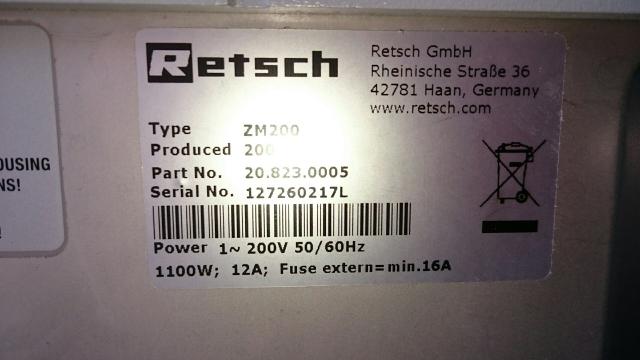 Retsch
Retsch GmbH
Rheinische Straße 36
42781 Haan, Germany
www.retsch.com
Type ZM200
Produced
Part No. 20.823.0005
Serial No. 127260217L
Power 1~ 200V 50/60Hz
1100W; 12A; Fuse extern=min.16A
OUSING
NS!